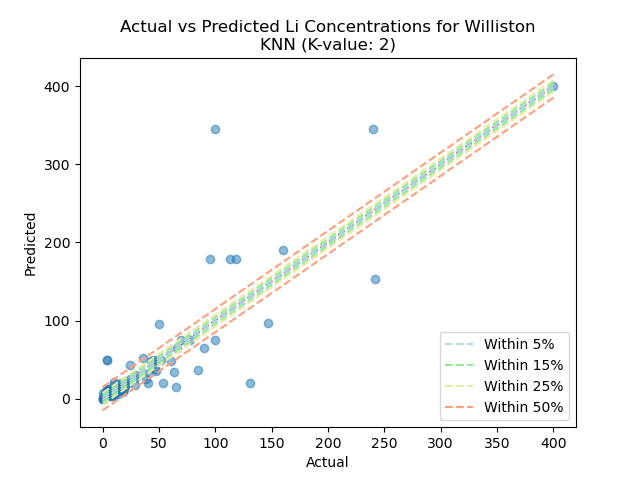 Actual vs Predicted Li Concentrations for Williston
KNN (K-value: 2)
Predicted
400
300
200
100
0
0
50
100
150
200
250
300
350
400
Actual
Within 5%
Within 15%
Within 25%
Within 50%